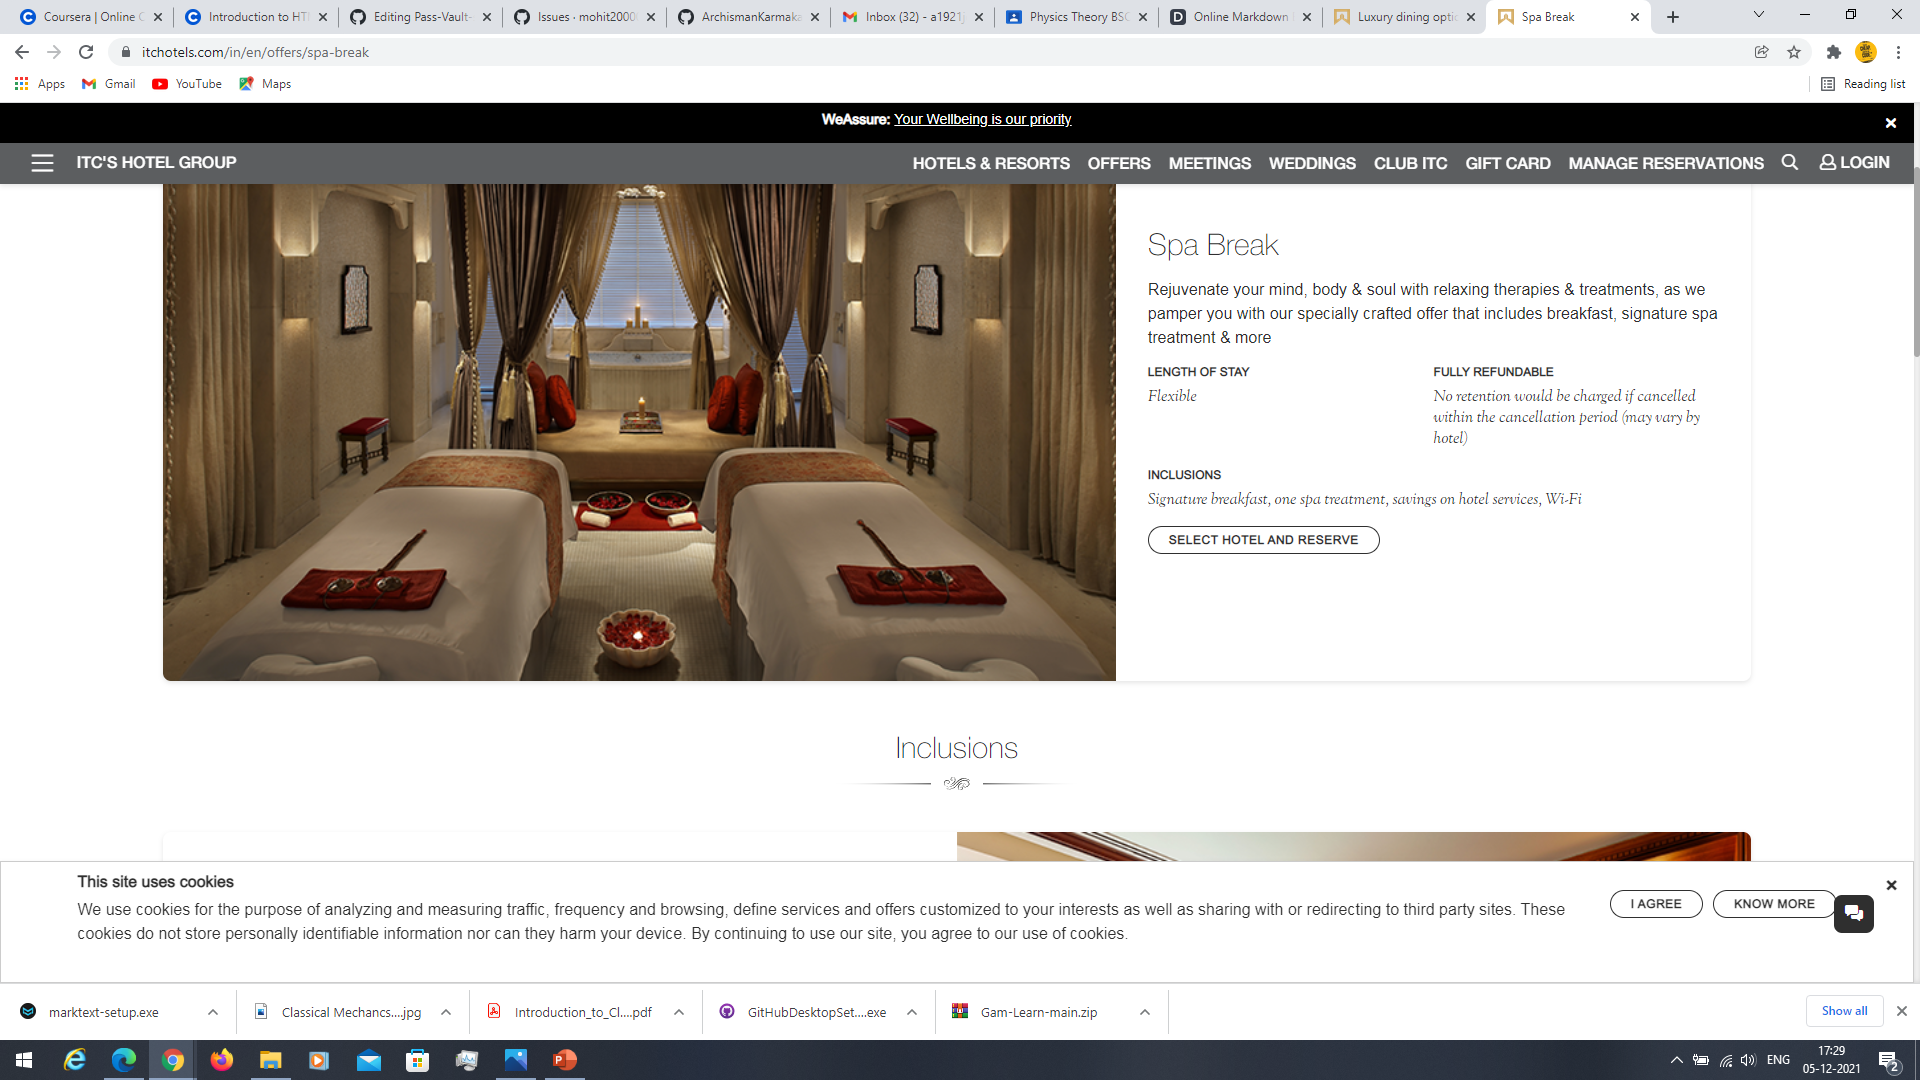 Coursera | Online C
Introduction to HT
Editing Pass-Vault-
Issues · mohit2000
ArchismanKarmaka
Inbox (32) - a1921
Physics Theory BSC
Online Markdown
Luxury dining optio
Spa Break
itchotels.com/in/en/offers/spa-break
Apps
Gmail
YouTube
Maps
Reading list
WeAssure: Your Wellbeing is our priority
ITC'S HOTEL GROUP
HOTELS & RESORTS
OFFERS
MEETINGS
WEDDINGS
CLUB ITC
GIFT CARD
MANAGE RESERVATIONS
LOGIN
Spa Break
Rejuvenate your mind, body & soul with relaxing therapies & treatments, as we
pamper you with our specially crafted offer that includes breakfast, signature spa
treatment & more
LENGTH OF STAY
Flexible
FULLY REFUNDABLE
No retention would be charged if cancelled
within the cancellation period (may vary by
hotel)
INCLUSIONS
Signature breakfast, one spa treatment, savings on hotel services, Wi-Fi
SELECT HOTEL AND RESERVE
Inclusions
This site uses cookies
We use cookies for the purpose of analyzing and measuring traffic, frequency and browsing, define services and offers customized to your interests as well as sharing with or redirecting to third party sites. These
cookies do not store personally identifiable information nor can they harm your device. By continuing to use our site, you agree to our use of cookies.
I AGREE
KNOW MORE
marktext-setup.exe
Classical Mechancs....jpg
Introduction_to_Cl....pdf
GitHubDesktopSet....exe
Gam-Learn-main.zip
Show all
ENG
17:29
05-12-2021
2